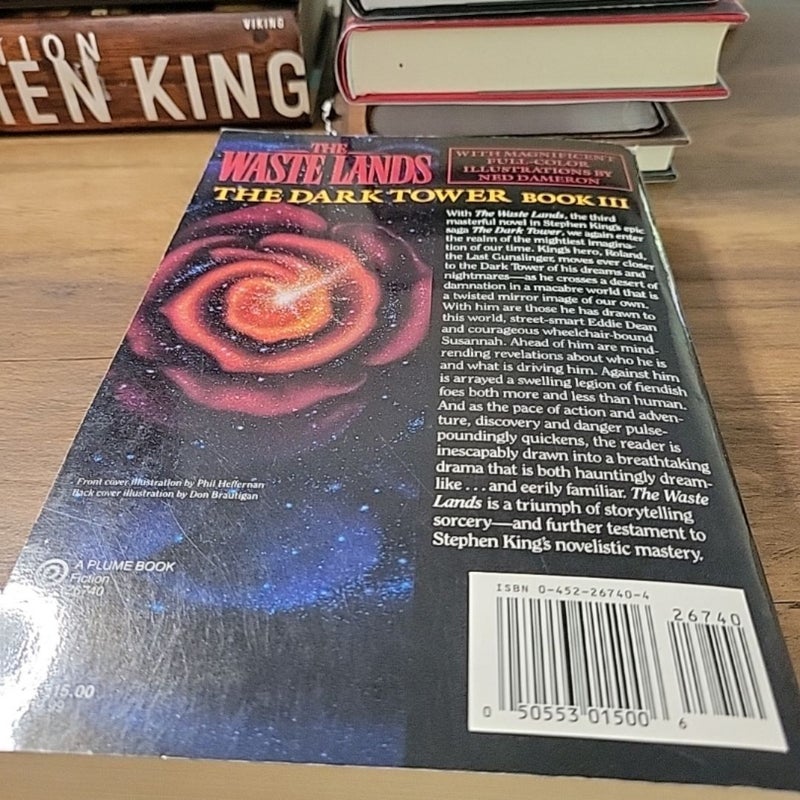 VIKING
TION
EN KING
THE
WASTE LANDS
WITH MAGNIFICENT
FULL-COLOR
ILLUSTRATIONS BY
NED DAMERON
THE DARK TOWER BOOK III
With The Waste Lands, the third
masterful novel in Stephen King's epic
saga The Dark Tower, we again enter
the realm of the mightiest imagina-
tion of our time. King's hero, Roland,
the Last Gunslinger, moves ever closer
to the Dark Tower of his dreams and
nightmares—as he crosses a desert of
damnation in a macabre world that is
a twisted mirror image of our own.
With him are those he has drawn to
this world, street-smart Eddie Dean
and courageous wheelchair-bound
Susannah. Ahead of him are mind-
rending revelations about who he is
and what is driving him. Against him
is arrayed a swelling legion of fiendish
foes both more and less than human.
And as the pace of action and adven-
ture, discovery and danger pulse-
poundingly quickens, the reader is
inescapably drawn into a breathtaking
drama that is both hauntingly dream-
like . . . and eerily familiar. The Waste
Lands is a triumph of storytelling
sorcery—and further testament to
Stephen King's novelistic mastery.
Front cover illustration by Phil Heffernan
Back cover illustration by Don Brautigan
A PLUME BOOK
Fiction
26740
15.00
.99
ISBN 0-452-26740-4
26740
0 50553 01500 6